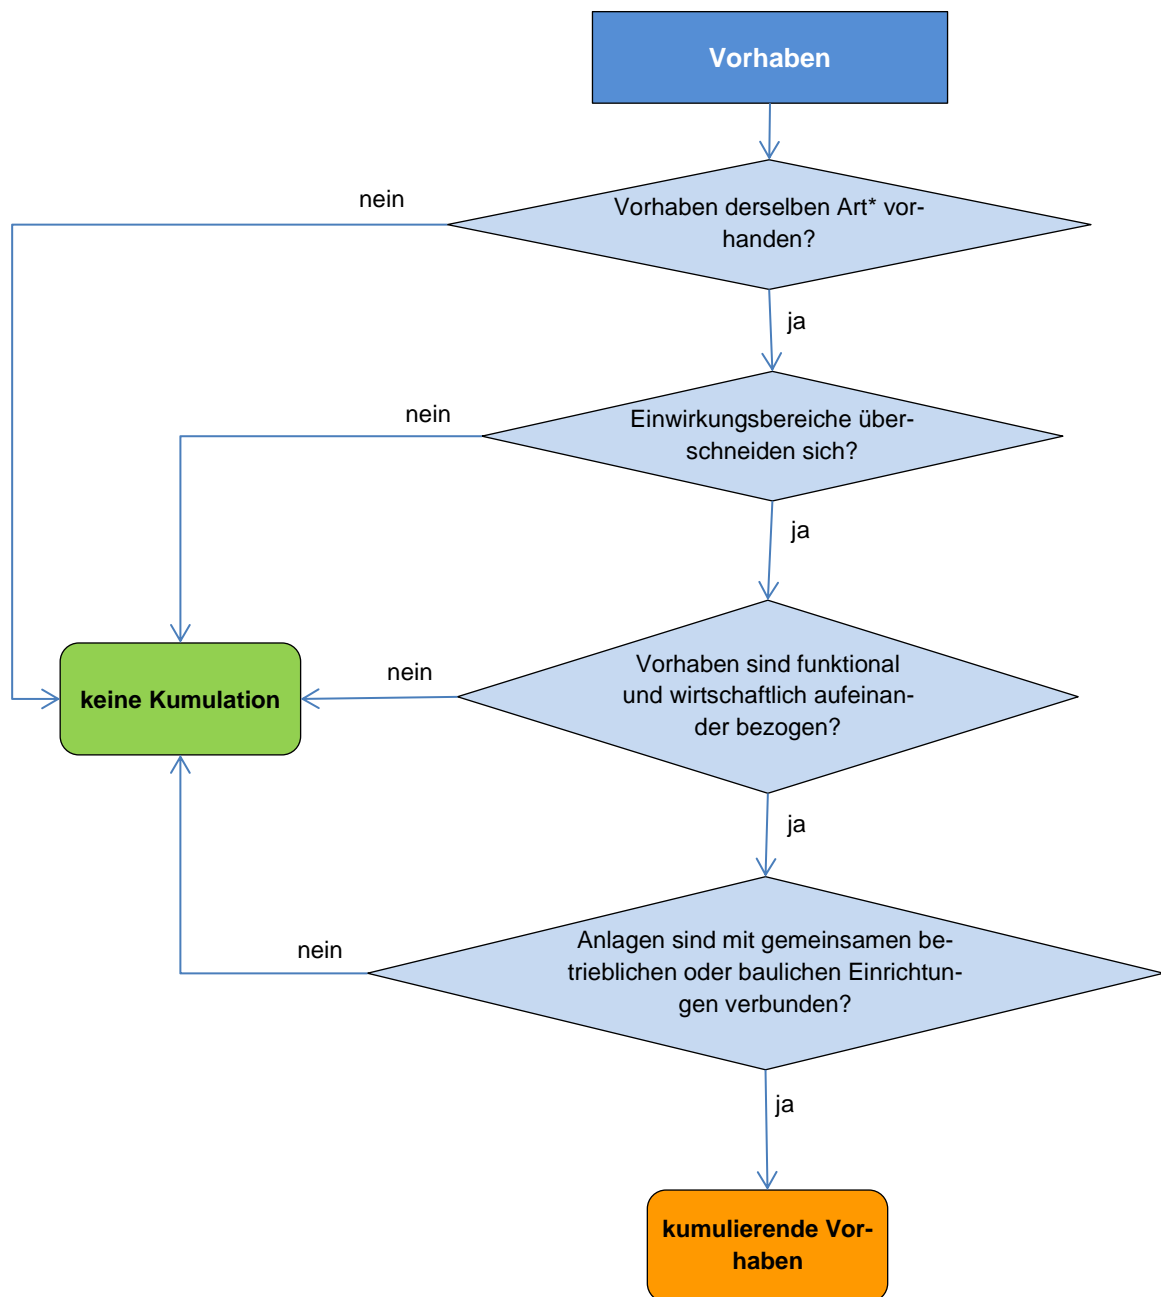 Vorhaben
nein
Vorhaben derselben Art* vor-
handen?
ja
nein
Einwirkungsbereiche über-
schneiden sich?
ja
keine Kumulation
nein
Vorhaben sind funktional
und wirtschaftlich aufeinan-
der bezogen?
ja
nein
Anlagen sind mit gemeinsamen be-
trieblichen oder baulichen Einrichtun-
gen verbunden?
ja
kumulierende Vor-
haben